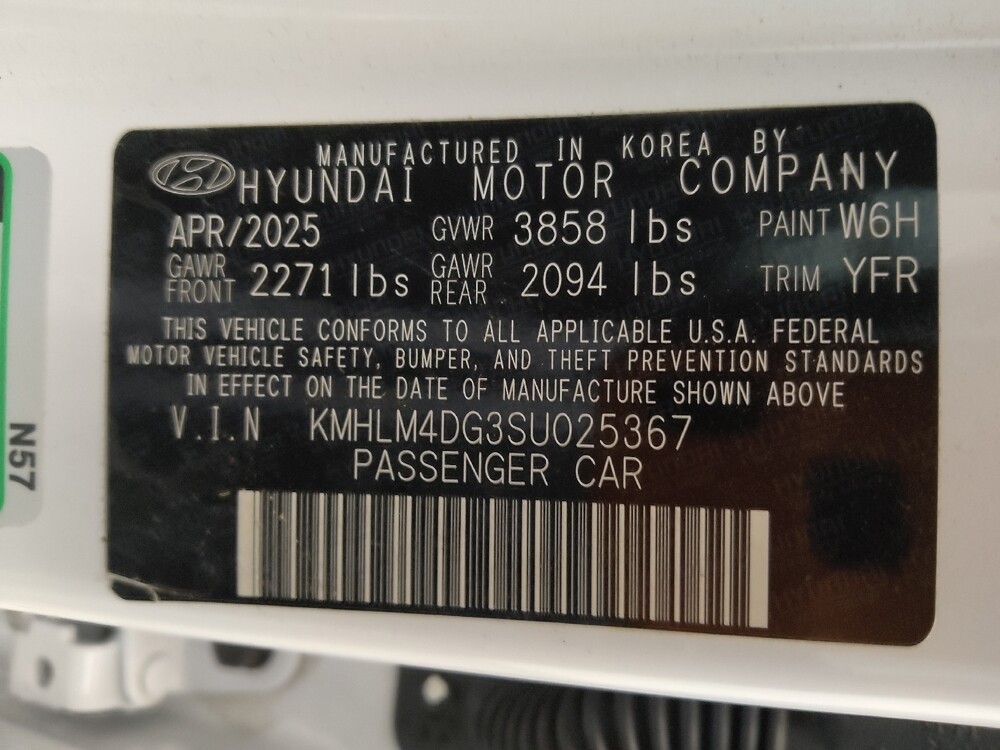 MANUFACTURED IN KOREA BY
HYUNDAI MOTOR COMPANY
APR/2025 GVWR 3858 lbs PAINT W6H
GAWR FRONT 2271 lbs GAWR REAR 2094 lbs TRIM YFR
THIS VEHICLE CONFORMS TO ALL APPLICABLE U.S.A. FEDERAL
MOTOR VEHICLE SAFETY, BUMPER, AND THEFT PREVENTION STANDARDS
IN EFFECT ON THE DATE OF MANUFACTURE SHOWN ABOVE
V.I.N KMHLM4DG3SU025367
PASSENGER CAR
N57